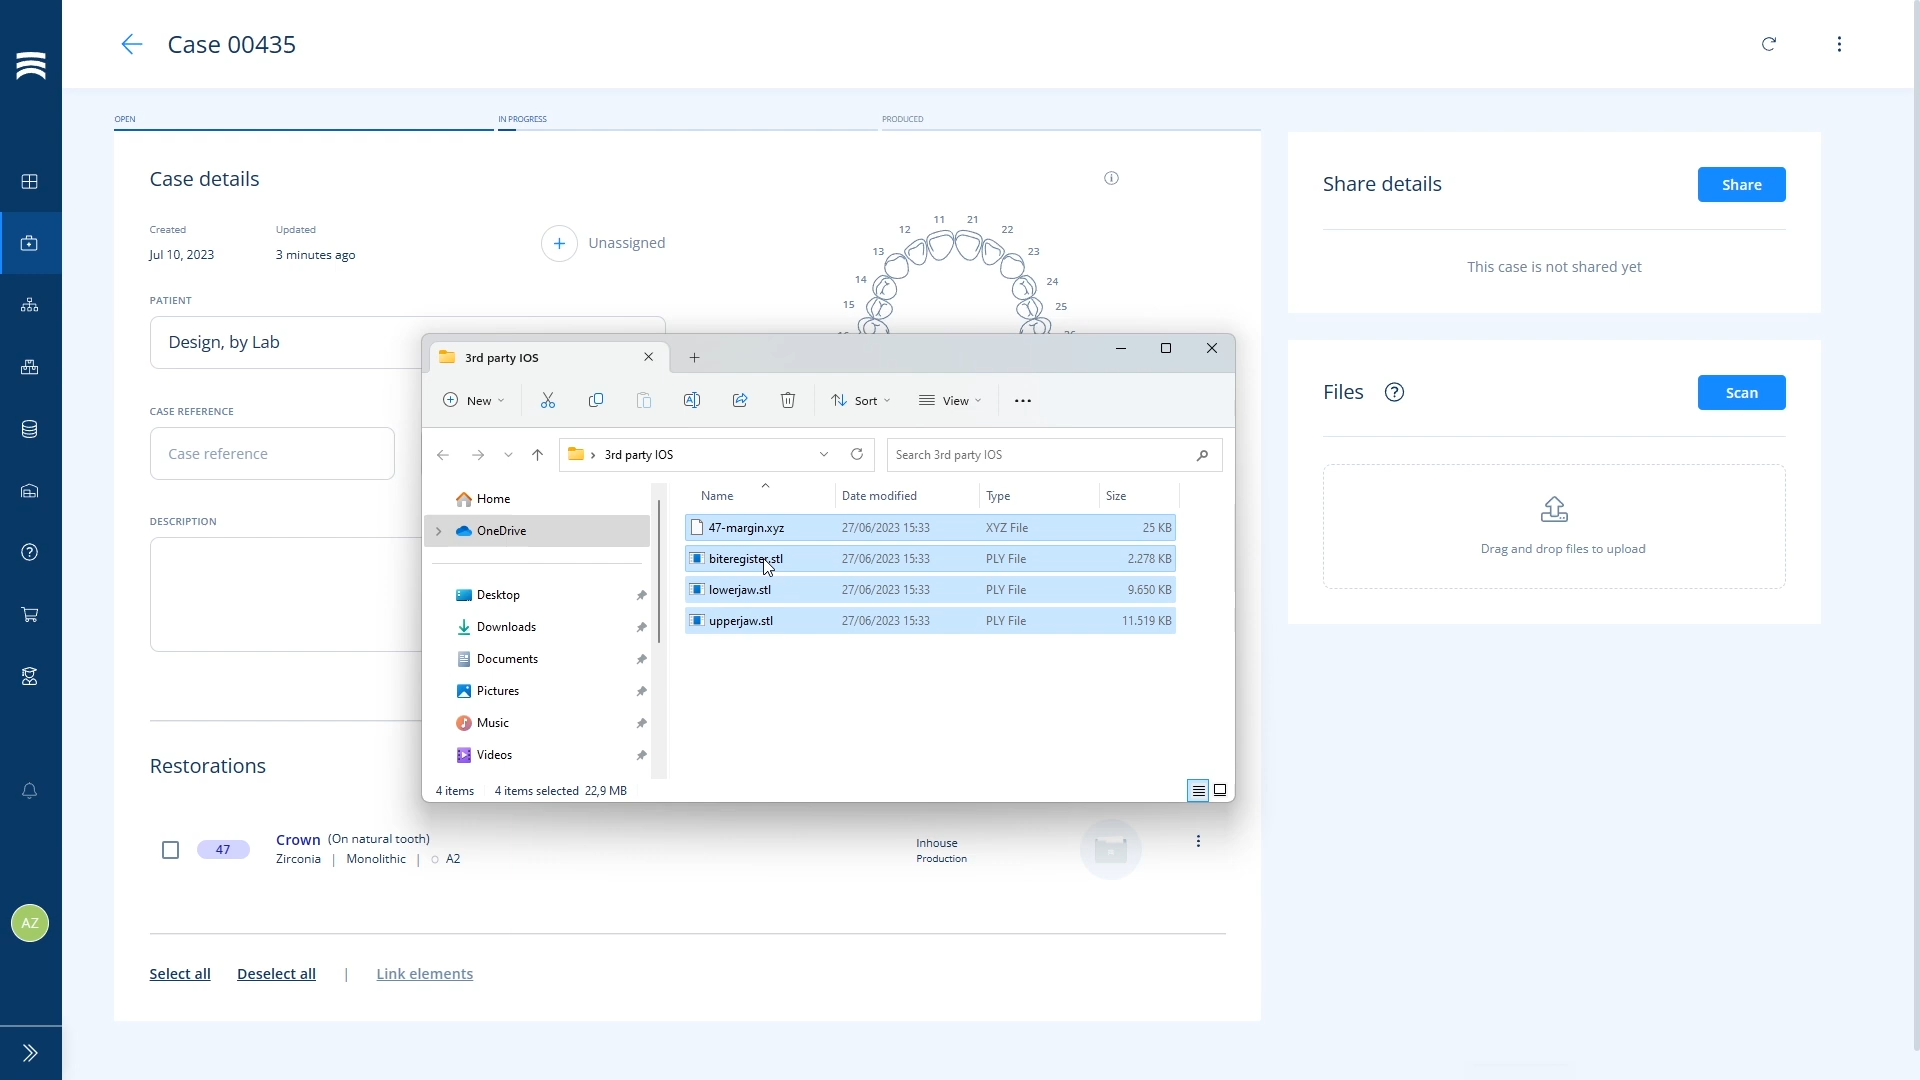 Case 00435
OPEN
IN PROGRESS
PRODUCED
Case details
Created
Updated
Jul 10, 2023
3 minutes ago
Unassigned
11 21
12 22
13 23
14 24
15 25
PATIENT
Design, by Lab
CASE REFERENCE
Case reference
DESCRIPTION
3rd party IOS
New
Sort
View
3rd party IOS
Search 3rd party IOS
Home
OneDrive
Desktop
Downloads
Documents
Pictures
Music
Videos
Name Date modified Type Size
47-margin.xyz 27/06/2023 15:33 XYZ File 25 KB
biteregister.stl 27/06/2023 15:33 PLY File 2.278 KB
lowerjaw.stl 27/06/2023 15:33 PLY File 9.650 KB
upperjaw.stl 27/06/2023 15:33 PLY File 11.519 KB
4 items 4 items selected 22,9 MB
Restorations
47
Crown (On natural tooth)
Zirconia | Monolithic | A2
Inhouse
Production
Select all Deselect all | Link elements
Share details
Share
This case is not shared yet
Files
Scan
Drag and drop files to upload
AZ